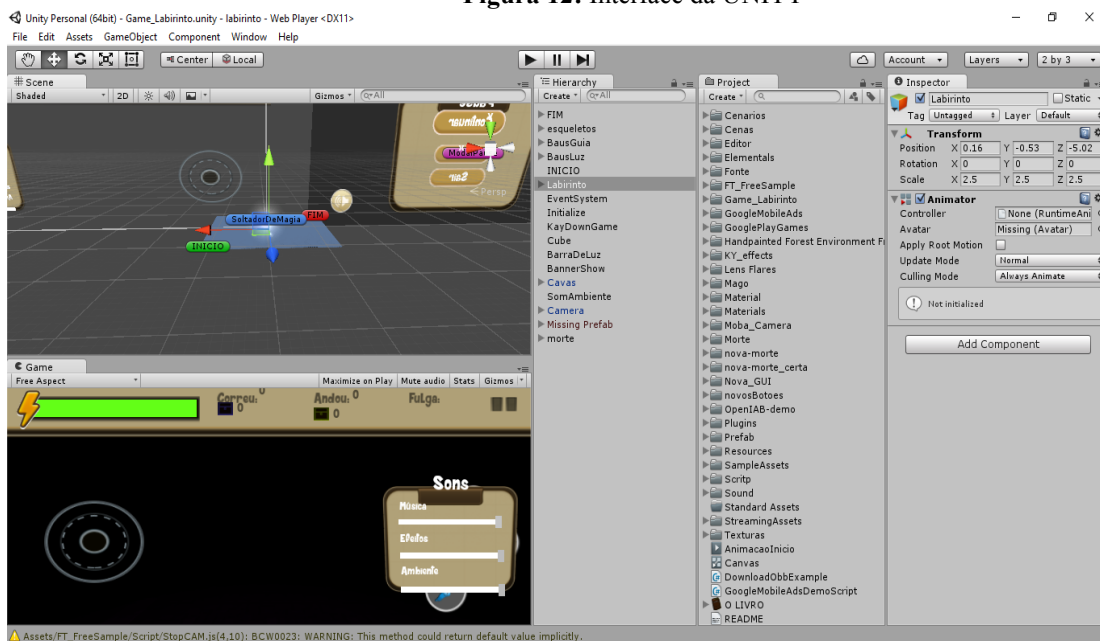 Figura 12: Interface da UNITY
Unity Personal (64bit) - Game_Labirinto.unity - labirinto - Web Player <DX11>
File Edit Assets GameObject Component Window Help
Center Local
Account Layers 2 by 3
Scene
Shaded 2D Gizmos All
Modar
Sair
Persp
SoltadorDeMagia FIM
INICIO
Game
Free Aspect Maximize on Play Mute audio Stats Gizmos
Correu: 0
0
Andou: 0
0
FuLga:
Sons
Música
Efeitos
Ambiente
Hierarchy
Create All
FIM
esqueletos
BausGuia
BausLuz
INICIO
Labirinto
EventSystem
Initialize
KayDownGame
Cube
BarraDeLuz
BannerShow
Cavas
SomAmbiente
Camera
Missing Prefab
morte
Project
Create
Cenarios
Cenas
Editor
Elementals
Fonte
FT_FreeSample
Game_Labirinto
GoogleMobileAds
GooglePlayGames
Handpainted Forest Environment Fr
KY_effects
Lens Flares
Mago
Material
Materials
Moba_Camera
Morte
nova-morte
nova-morte_certa
Nova_GUI
novosBotoes
OpenIAB-demo
Plugins
Prefab
Resources
SampleAssets
Scritp
Sound
Standard Assets
StreamingAssets
Texturas
AnimacaoInicio
Canvas
DownloadObbExample
GoogleMobileAdsDemoScript
O LIVRO
README
Inspector
Labirinto Static
Tag Untagged Layer Default
Transform
Position X 0.16 Y -0.53 Z -5.02
Rotation X 0 Y 0 Z 0
Scale X 2.5 Y 2.5 Z 2.5
Animator
Controller None (RuntimeAni
Avatar Missing (Avatar)
Apply Root Motion
Update Mode Normal
Culling Mode Always Animate
Not initialized
Add Component
Assets/FT_FreeSample/Script/StopCAM.js(4,10): BCW0023: WARNING: This method could return default value implicitly.